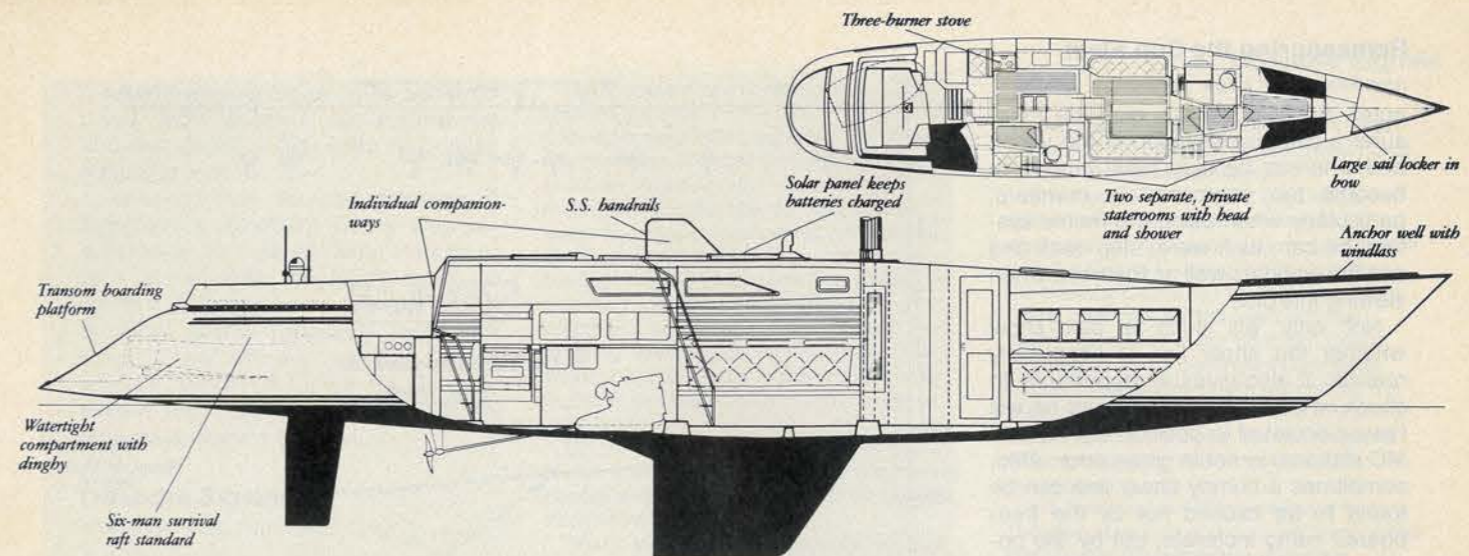 Three-burner stove
Large sail locker in
bow
Individual companion-
ways
S.S. handrails
Solar panel keeps
batteries charged
Two separate, private
staterooms with head
and shower
Anchor well with
windlass
Transom boarding
platform
Watertight
compartment with
dinghy
Six-man survival
raft standard